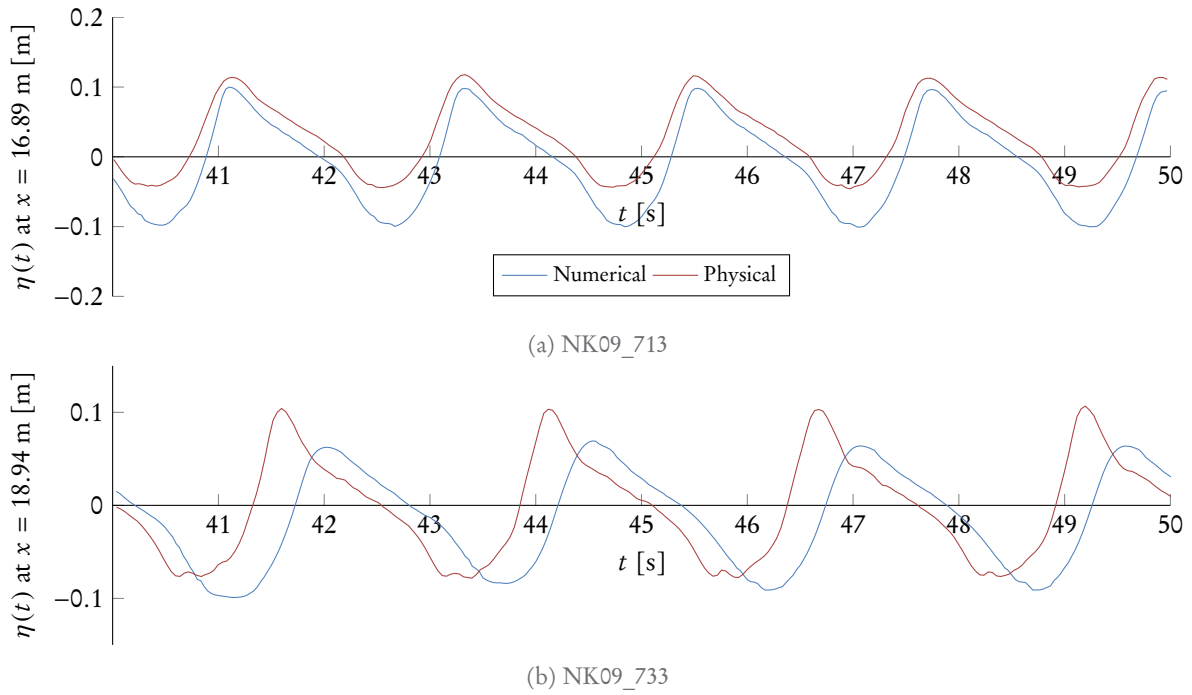 0.2
0.1
0
−0.1
−0.2
η(t) at x = 16.89 m [m]
41 42 43 44 45 46 47 48 49 50
t [s]
Numerical Physical
(a) NK09_713
0.1
0
−0.1
η(t) at x = 18.94 m [m]
41 42 43 44 45 46 47 48 49 50
t [s]
(b) NK09_733